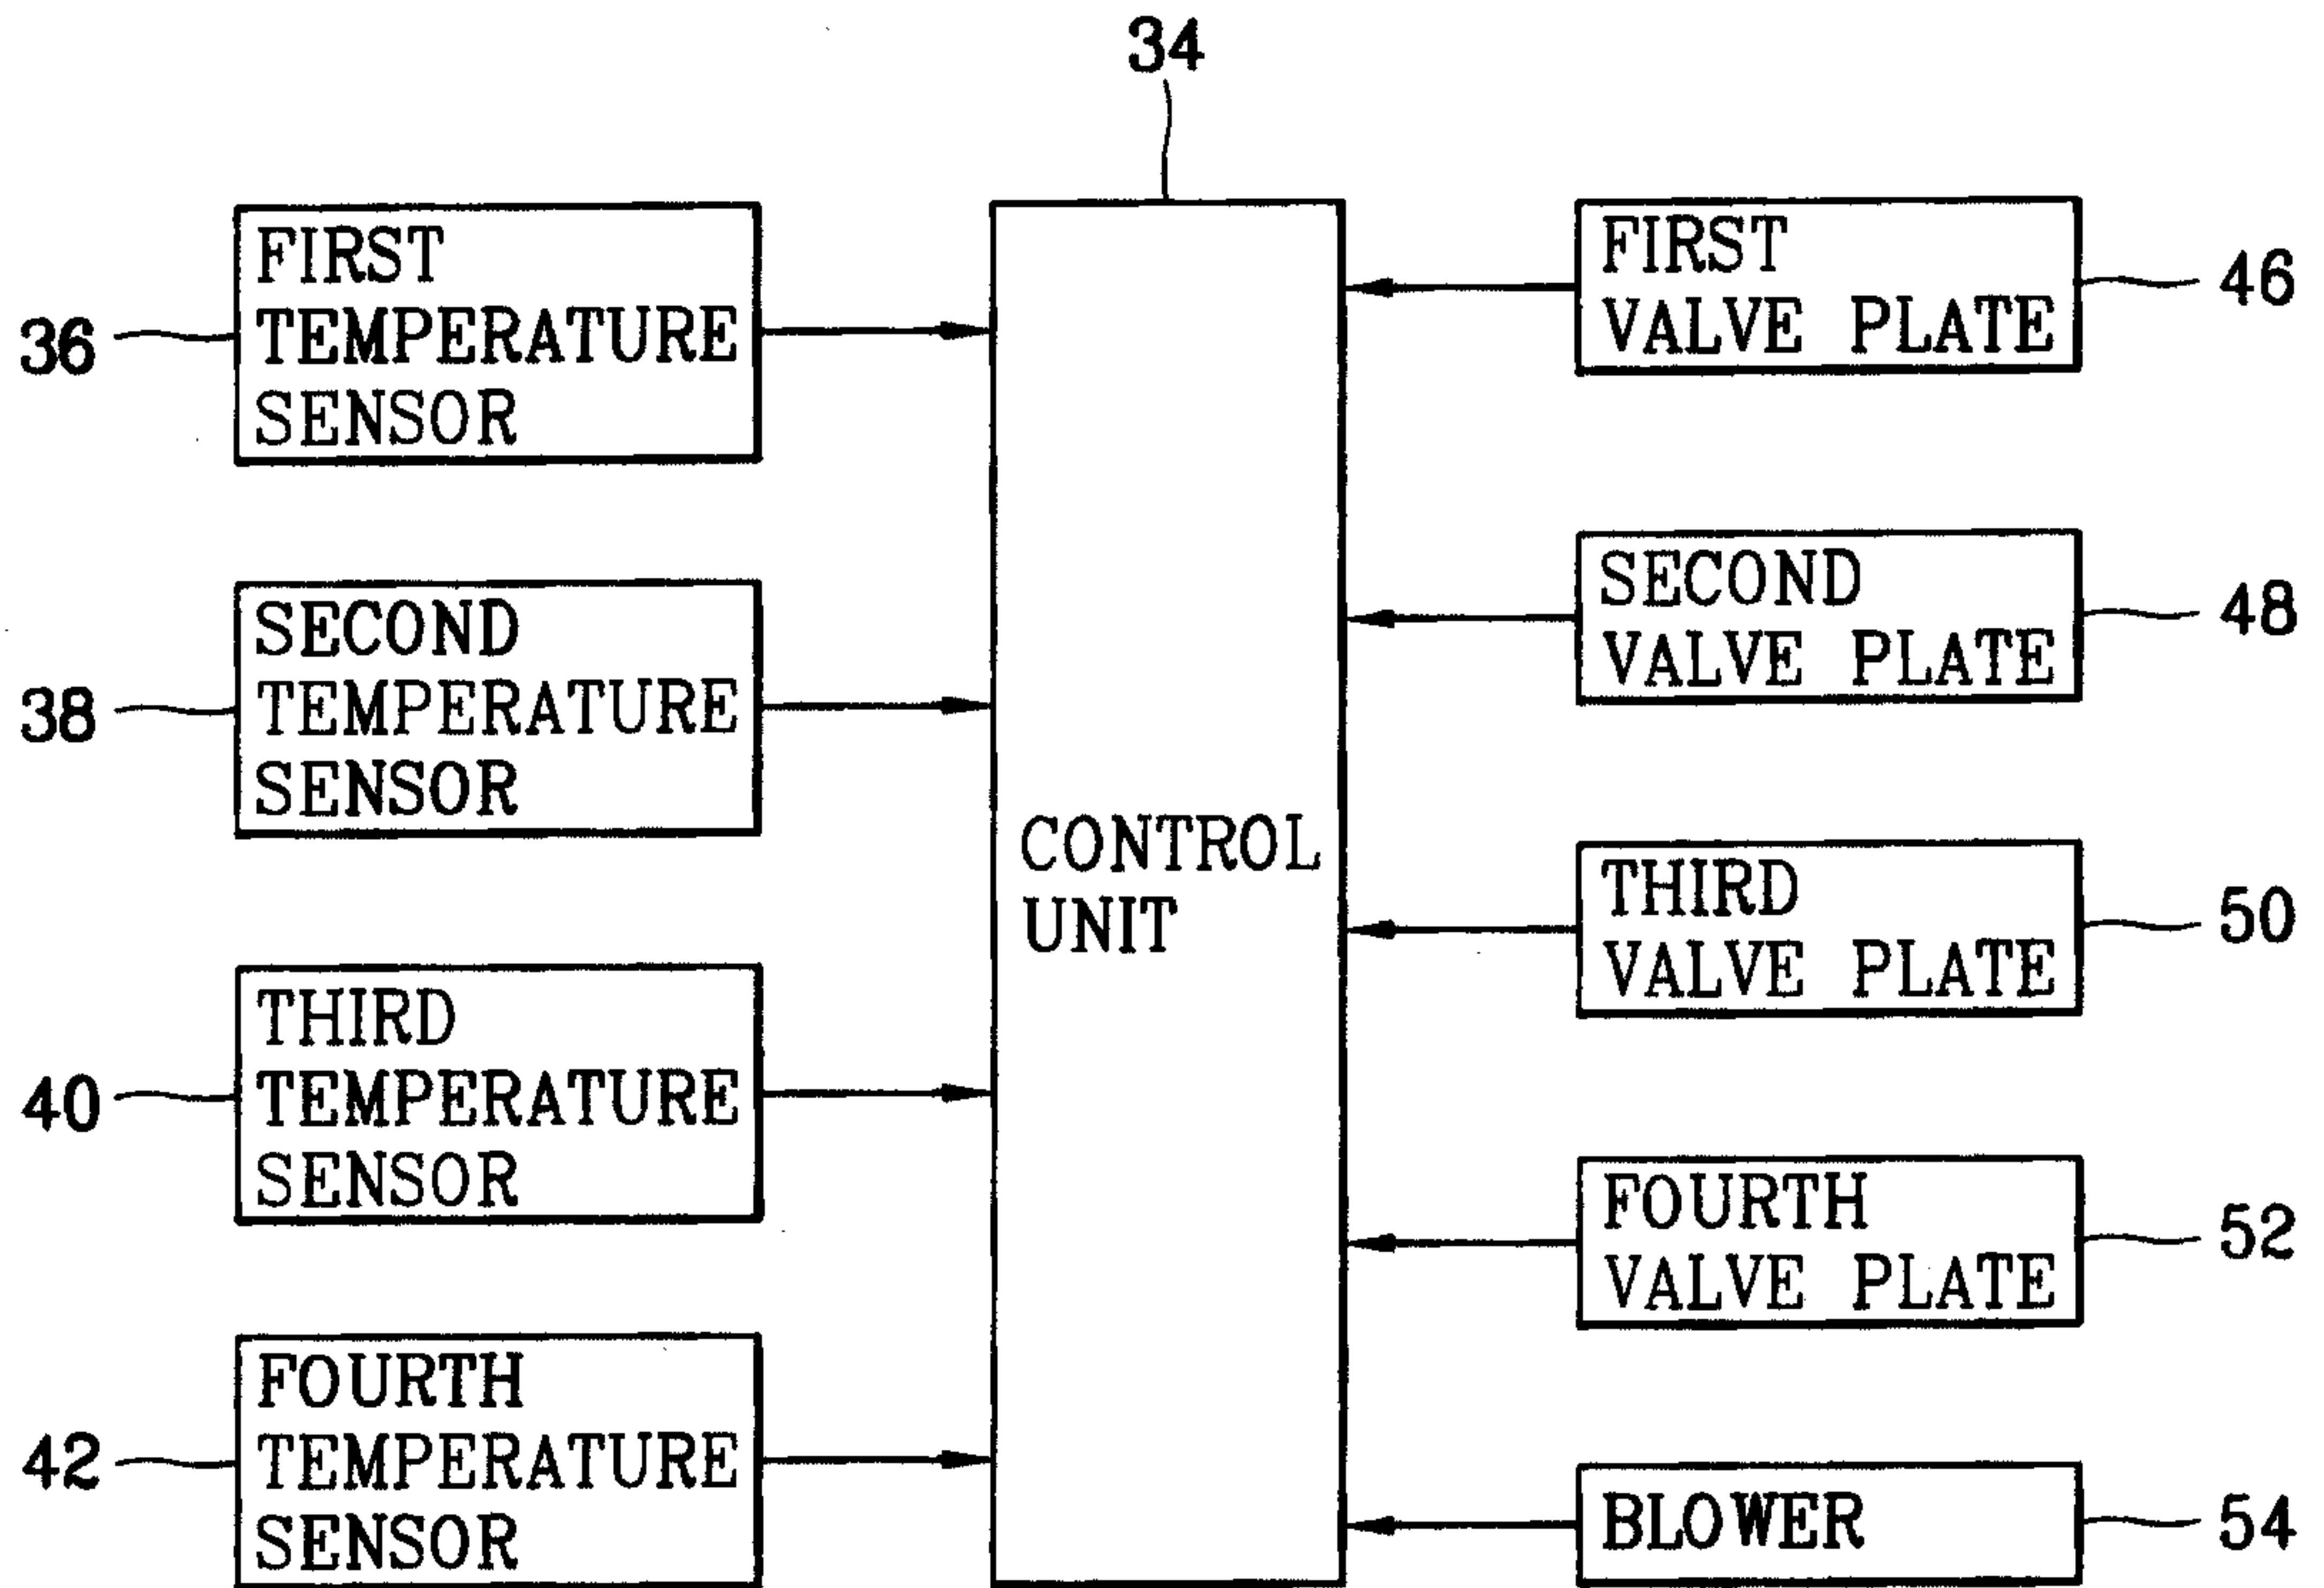 34
36
FIRST
TEMPERATURE
SENSOR
38
SECOND
TEMPERATURE
SENSOR
40
THIRD
TEMPERATURE
SENSOR
42
FOURTH
TEMPERATURE
SENSOR
CONTROL
UNIT
FIRST
VALVE PLATE
46
SECOND
VALVE PLATE
48
THIRD
VALVE PLATE
50
FOURTH
VALVE PLATE
52
BLOWER
54